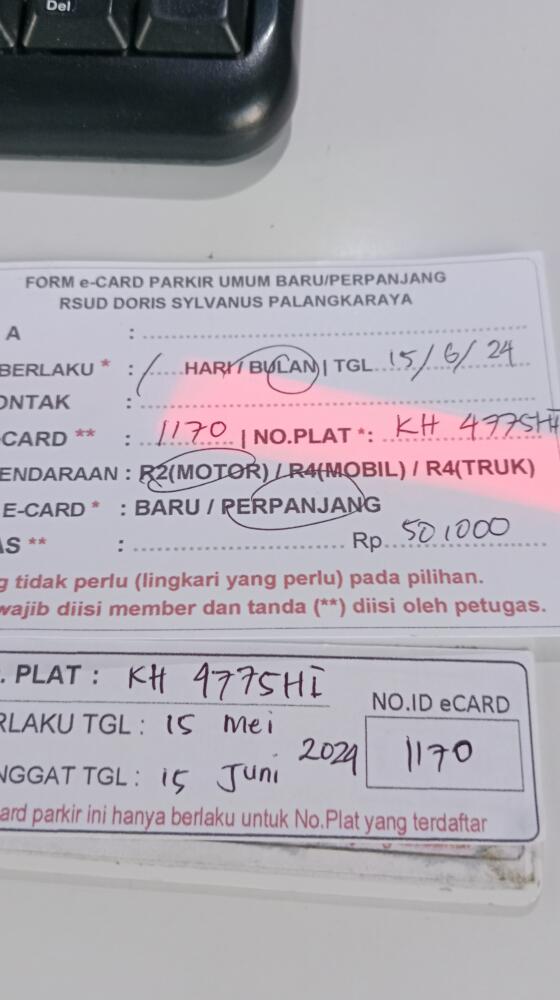 Del
FORM e-CARD PARKIR UMUM BARU/PERPANJANG
RSUD DORIS SYLVANUS PALANGKARAYA
A :
BERLAKU * : / HARI / BULAN | TGL 15/6/24
ONTAK :
CARD ** : 1170 | NO.PLAT *: KH 4775HI
ENDARAAN : R2(MOTOR) / R4(MOBIL) / R4(TRUK)
E-CARD * : BARU / PERPANJANG
AS ** : Rp 50.000
g tidak perlu (lingkari yang perlu) pada pilihan.
wajib diisi member dan tanda (**) diisi oleh petugas.
. PLAT : KH 4775HI
RLAKU TGL : 15 Mei
NO.ID eCARD
2024
1170
NGGAT TGL : 15 Juni
ard parkir ini hanya berlaku untuk No.Plat yang terdaftar